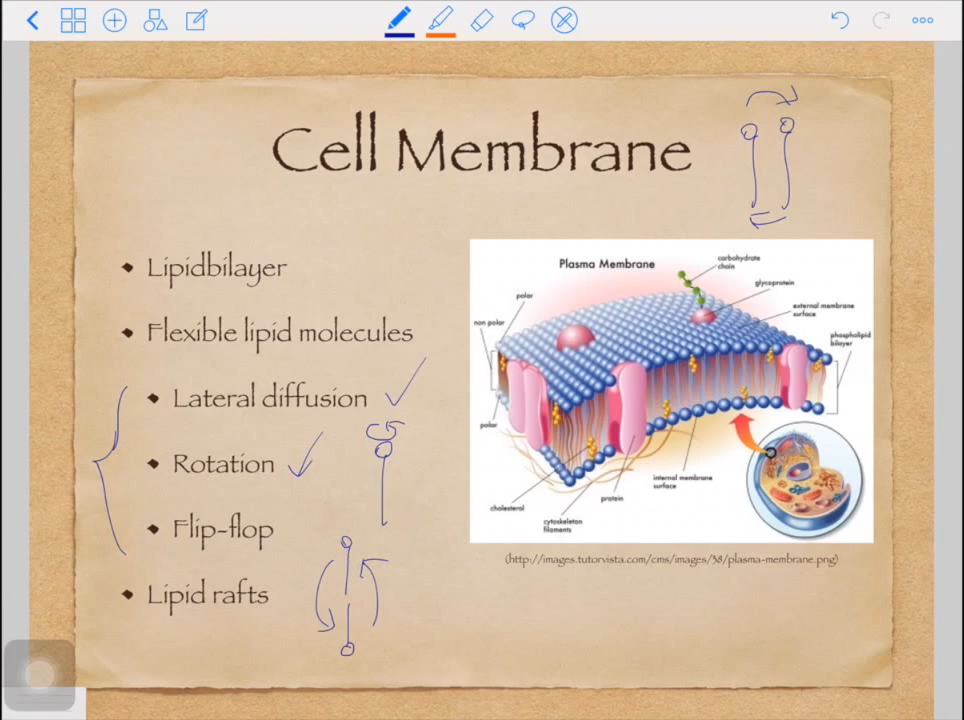 Cell Membrane
Lipidbilayer
Flexible lipid molecules
Lateral diffusion
Rotation
Flip-flop
Lipid rafts
Plasma Membrane
carbohydrate
chain
glycoprotein
polar
external membrane
surface
non polar
phospholipid
bilayer
polar
internal membrane
surface
protein
cholesterol
cytoskeleton
filaments
(http://images.tutorvista.com/cms/images/38/plasma-membrane.png)